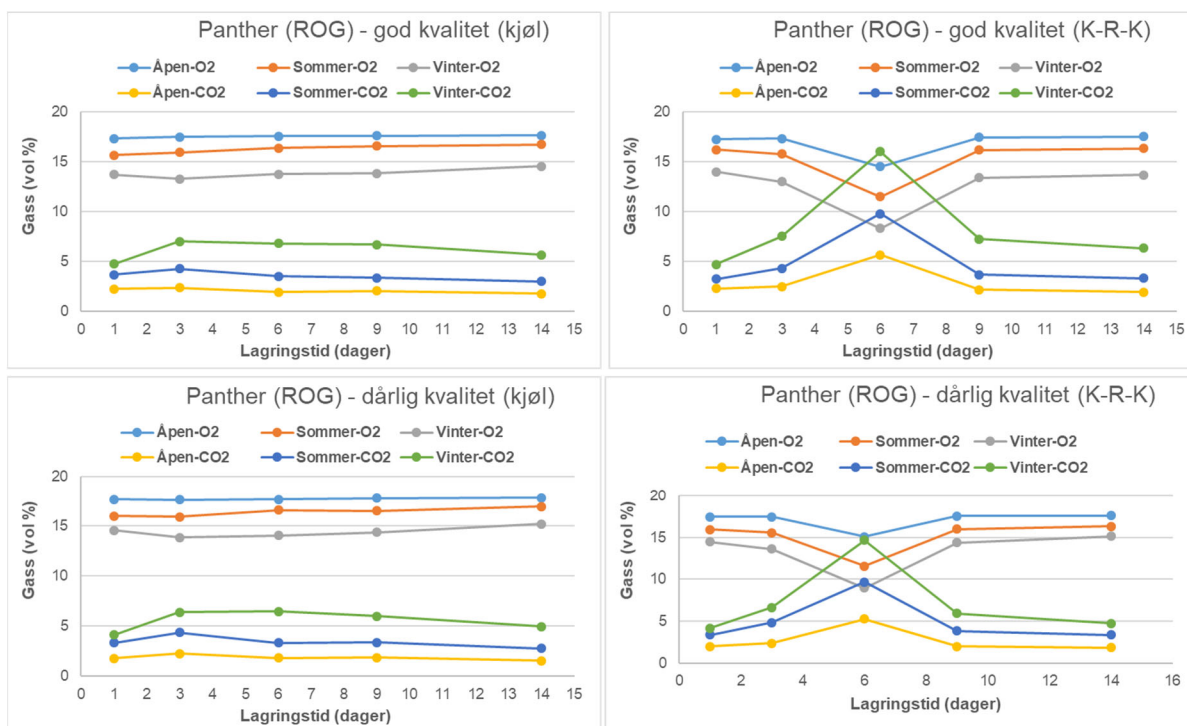 Panther (ROG) - god kvalitet (kjøl)
Åpen-O2 Sommer-O2 Vinter-O2
Åpen-CO2 Sommer-CO2 Vinter-CO2
20
15
10
5
0
Gass (vol %)
0 1 2 3 4 5 6 7 8 9 10 11 12 13 14 15
Lagringstid (dager)
Panther (ROG) - god kvalitet (K-R-K)
Åpen-O2 Sommer-O2 Vinter-O2
Åpen-CO2 Sommer-CO2 Vinter-CO2
20
15
10
5
0
Gass (vol %)
0 1 2 3 4 5 6 7 8 9 10 11 12 13 14 15
Lagringstid (dager)
Panther (ROG) - dårlig kvalitet (kjøl)
Åpen-O2 Sommer-O2 Vinter-O2
Åpen-CO2 Sommer-CO2 Vinter-CO2
20
15
10
5
0
Gass (vol %)
0 1 2 3 4 5 6 7 8 9 10 11 12 13 14 15
Lagringstid (dager)
Panther (ROG) - dårlig kvalitet (K-R-K)
Åpen-O2 Sommer-O2 Vinter-O2
Åpen-CO2 Sommer-CO2 Vinter-CO2
20
15
10
5
0
Gass (vol %)
0 2 4 6 8 10 12 14 16
Lagringstid (dager)